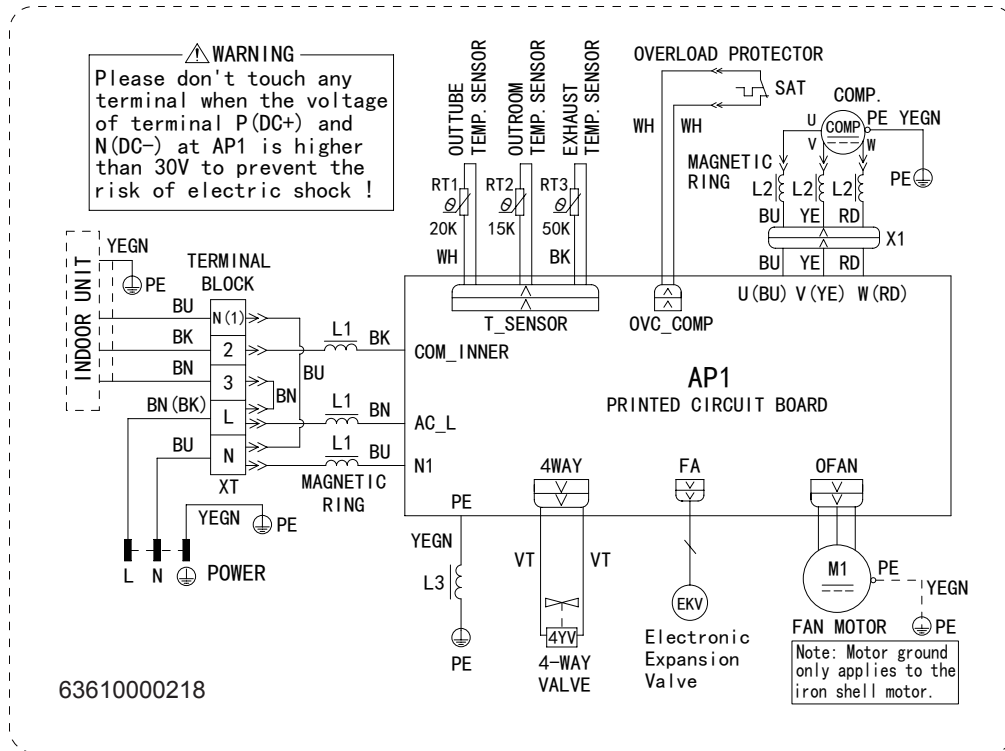 WARNING
Please don't touch any
terminal when the voltage
of terminal P(DC+) and
N(DC-) at AP1 is higher
than 30V to prevent the
risk of electric shock !
OUTTUBE
TEMP. SENSOR
OUTROOM
TEMP. SENSOR
EXHAUST
TEMP. SENSOR
RT1
θ
20K
WH
RT2
θ
15K
RT3
θ
50K
BK
T_SENSOR
OVERLOAD PROTECTOR
SAT
WH
WH
OVC_COMP
COMP.
U
COMP
PE
YEGN
V
W
MAGNETIC
RING
L2
L2
L2
PE
BU
YE
RD
X1
BU
YE
RD
U(BU) V(YE) W(RD)
INDOOR UNIT
YEGN
PE
TERMINAL
BLOCK
BU
N(1)
BK
2
BN
3
BN(BK)
L
BU
N
XT
BU
BN
L1
BK
COM_INNER
L1
BN
AC_L
L1
BU
N1
MAGNETIC
RING
YEGN
PE
L
N
POWER
AP1
PRINTED CIRCUIT BOARD
PE
YEGN
L3
PE
4WAY
VT
VT
4YV
4-WAY
VALVE
FA
EKV
Electronic
Expansion
Valve
OFAN
M1
PE
YEGN
FAN MOTOR
PE
Note: Motor ground
only applies to the
iron shell motor.
63610000218